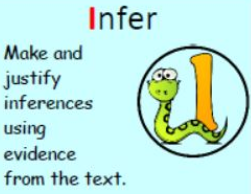 Infer
Make and
justify
inferences
using
evidence
from the text.